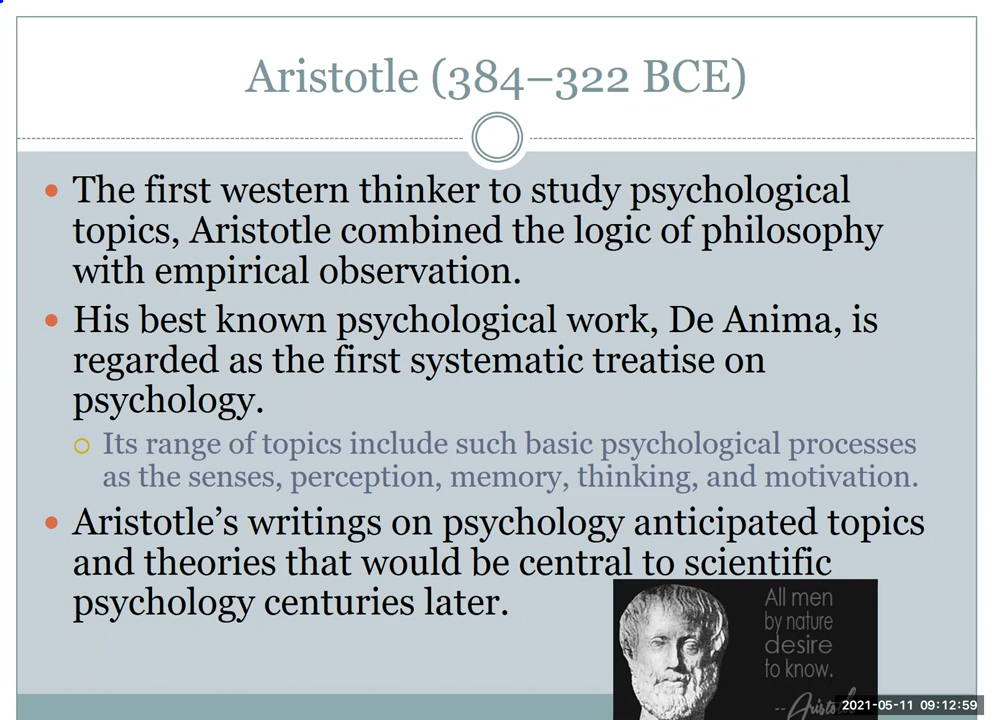 Aristotle (384–322 BCE)
• The first western thinker to study psychological
topics, Aristotle combined the logic of philosophy
with empirical observation.
• His best known psychological work, De Anima, is
regarded as the first systematic treatise on
psychology.
○ Its range of topics include such basic psychological processes
as the senses, perception, memory, thinking, and motivation.
• Aristotle’s writings on psychology anticipated topics
and theories that would be central to scientific
psychology centuries later.
All men
by nature
desire
to know.
2021-05-11 09:12:59